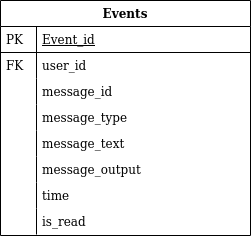 Events
PK Event_id
FK user_id
message_id
message_type
message_text
message_output
time
is_read